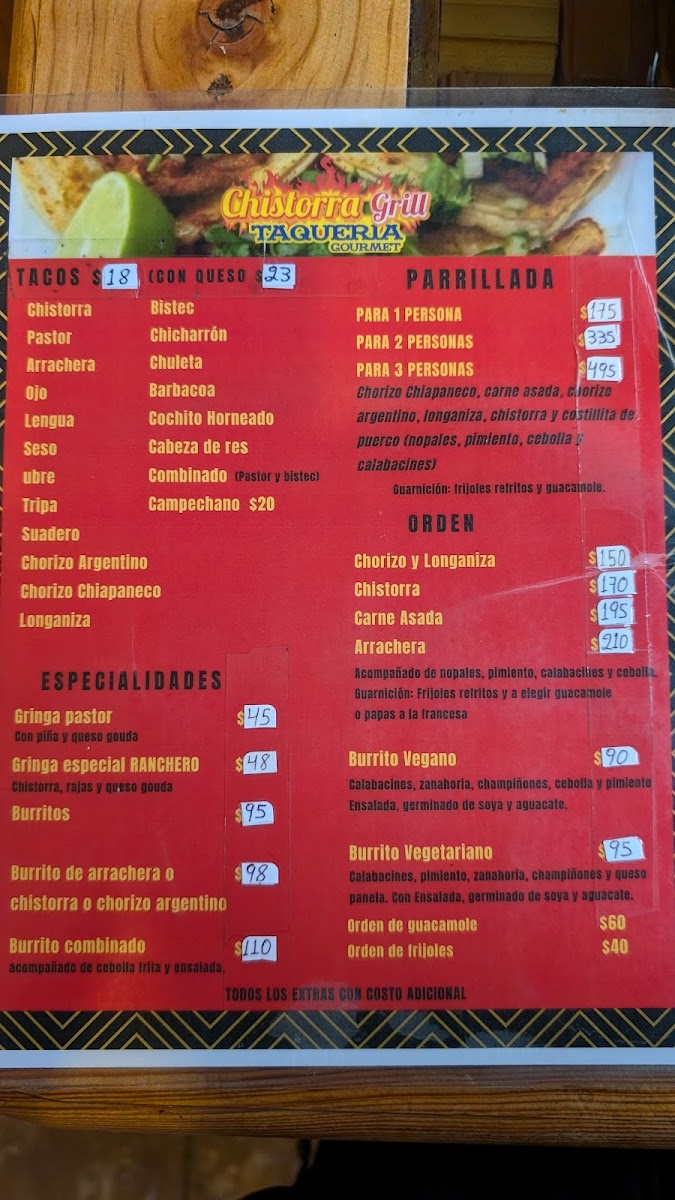 Chistorra Grill
TAQUERIA
GOURMET
TACOS $18 (CON QUESO $23
Chistorra
Pastor
Arrachera
Ojo
Lengua
Seso
ubre
Tripa
Suadero
Chorizo Argentino
Chorizo Chiapaneco
Longaniza
Bistec
Chicharrón
Chuleta
Barbacoa
Cochito Horneado
Cabeza de res
Combinado (Pastor y bistec)
Campechano $20
ESPECIALIDADES
Gringa pastor $45
Con piña y queso gouda
Gringa especial RANCHERO $48
Chistorra, rajas y queso gouda
Burritos $95
Burrito de arrachera o $98
chistorra o chorizo argentino
Burrito combinado $110
acompañado de cebolla frita y ensalada.
PARRILLADA
PARA 1 PERSONA $175
PARA 2 PERSONAS $335
PARA 3 PERSONAS $495
Chorizo Chiapaneco, carne asada, chorizo
argentino, longaniza, chistorra y costillita de
puerco (nopales, pimiento, cebolla y
calabacines)
Guarnición: frijoles refritos y guacamole.
ORDEN
Chorizo y Longaniza $150
Chistorra $170
Carne Asada $195
Arrachera $210
Acompañado de nopales, pimiento, calabacines y cebolla.
Guarnición: Frijoles refritos y a elegir guacamole
o papas a la francesa
Burrito Vegano $90
Calabacines, zanahoria, champiñones, cebolla y pimiento
Ensalada, germinado de soya y aguacate.
Burrito Vegetariano $95
Calabacines, pimiento, zanahoria, champiñones y queso
panela. Con Ensalada, germinado de soya y aguacate.
Orden de guacamole $60
Orden de frijoles $40
TODOS LOS EXTRAS CON COSTO ADICIONAL